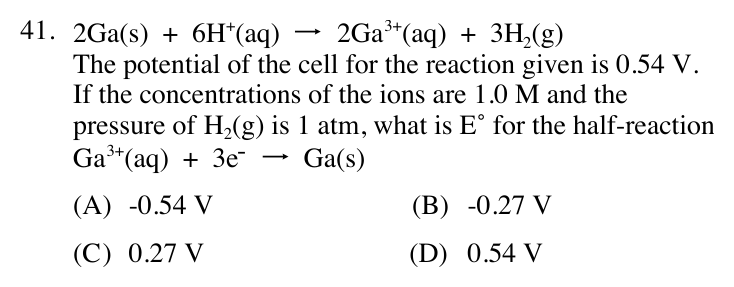 41. 2Ga(s) + 6H⁺(aq) → 2Ga³⁺(aq) + 3H₂(g)
The potential of the cell for the reaction given is 0.54 V.
If the concentrations of the ions are 1.0 M and the
pressure of H₂(g) is 1 atm, what is E° for the half-reaction
Ga³⁺(aq) + 3e⁻ → Ga(s)
(A) -0.54 V (B) -0.27 V
(C) 0.27 V (D) 0.54 V